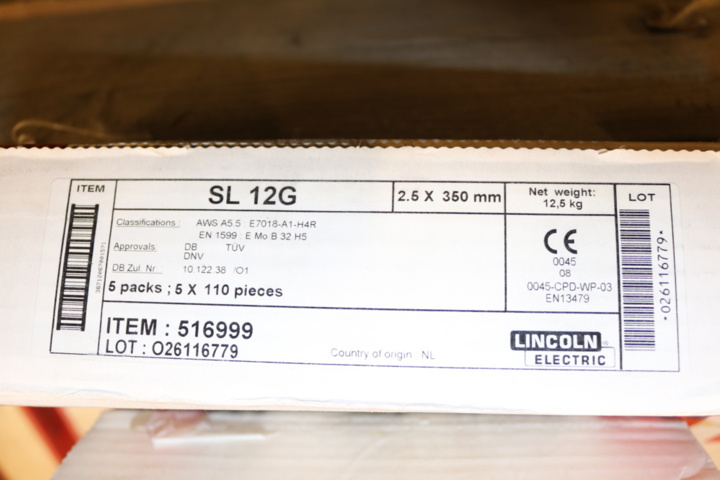 ITEM
SL 12G
2.5 X 350 mm
Net weight:
12,5 kg
LOT
Classifications : AWS A5.5 : E7018-A1-H4R
EN 1599 : E Mo B 32 H5
Approvals : DB TÜV
DNV
DB Zul. Nr. 10.122.38 /01
5 packs ; 5 X 110 pieces
CE
0045
08
0045-CPD-WP-03
EN13479
ITEM : 516999
LOT : O26116779
Country of origin : NL
LINCOLN
ELECTRIC
*026116779*